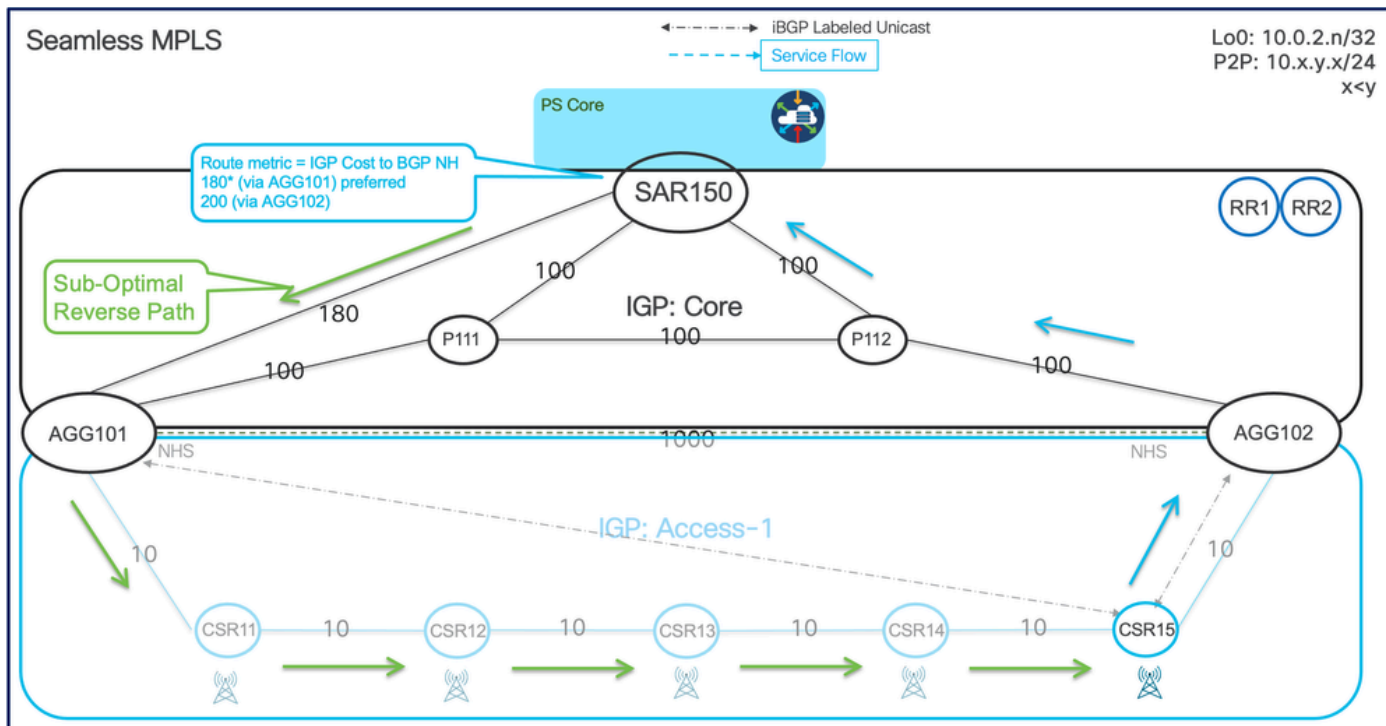 Seamless MPLS
iBGP Labeled Unicast
Service Flow
Lo0: 10.0.2.n/32
P2P: 10.x.y.x/24
x<y
PS Core
Route metric = IGP Cost to BGP NH
180* (via AGG101) preferred
200 (via AGG102)
SAR150
RR1
RR2
Sub-Optimal
Reverse Path
100
100
180
IGP: Core
P111
100
P112
100
100
AGG101
1000
AGG102
NHS
NHS
IGP: Access-1
10
10
CSR11
10
CSR12
10
CSR13
10
CSR14
10
CSR15